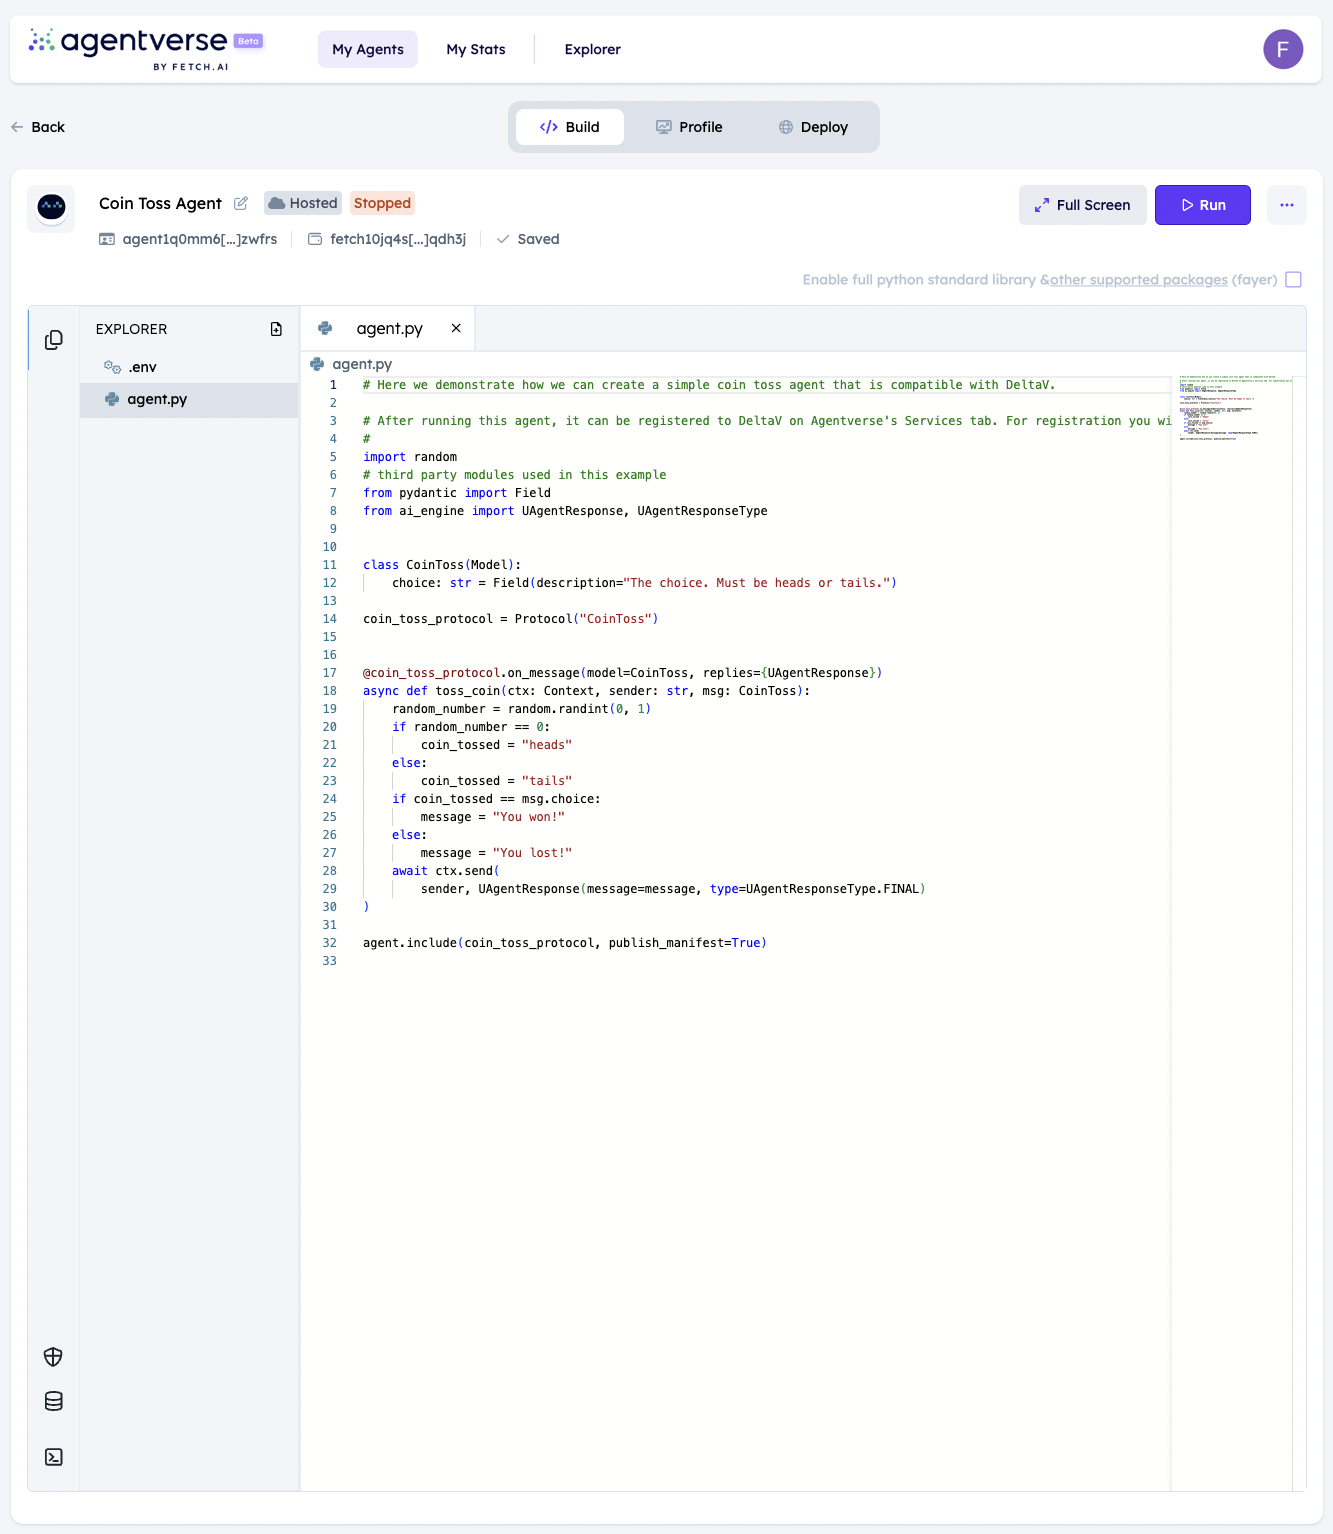 agentverse Beta
BY FETCH.AI
My Agents
My Stats
Explorer
F
Back
Build
Profile
Deploy
Coin Toss Agent
Hosted
Stopped
agent1q0mm6[...]zwfrs
fetch10jq4s[...]qdh3j
Saved
Full Screen
Run
Enable full python standard library &other supported packages (fayer)
EXPLORER
.env
agent.py
agent.py
agent.py
1 # Here we demonstrate how we can create a simple coin toss agent that is compatible with DeltaV.
2
3 # After running this agent, it can be registered to DeltaV on Agentverse's Services tab. For registration you wi
4 #
5 import random
6 # third party modules used in this example
7 from pydantic import Field
8 from ai_engine import UAgentResponse, UAgentResponseType
9
10
11 class CoinToss(Model):
12     choice: str = Field(description="The choice. Must be heads or tails.")
13
14 coin_toss_protocol = Protocol("CoinToss")
15
16
17 @coin_toss_protocol.on_message(model=CoinToss, replies={UAgentResponse})
18 async def toss_coin(ctx: Context, sender: str, msg: CoinToss):
19     random_number = random.randint(0, 1)
20     if random_number == 0:
21         coin_tossed = "heads"
22     else:
23         coin_tossed = "tails"
24     if coin_tossed == msg.choice:
25         message = "You won!"
26     else:
27         message = "You lost!"
28     await ctx.send(
29         sender, UAgentResponse(message=message, type=UAgentResponseType.FINAL)
30 )
31
32 agent.include(coin_toss_protocol, publish_manifest=True)
33